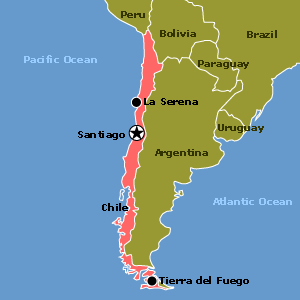 Peru
Bolivia
Brazil
Pacific Ocean
Paraguay
La Serena
Santiago
Uruguay
Argentina
Chile
Atlantic Ocean
Tierra del Fuego